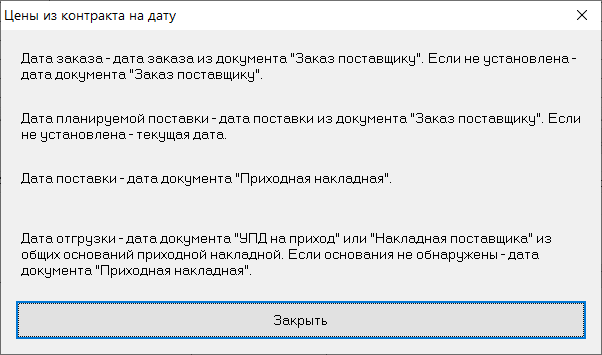 Цены из контракта на дату
Дата заказа - дата заказа из документа "Заказ поставщику". Если не установлена -
дата документа "Заказ поставщику".
Дата планируемой поставки - дата поставки из документа "Заказ поставщику". Если
не установлена - текущая дата.
Дата поставки - дата документа "Приходная накладная".
Дата отгрузки - дата документа "УПД на приход" или "Накладная поставщика" из
общих оснований приходной накладной. Если основания не обнаружены - дата
документа "Приходная накладная".
Закрыть